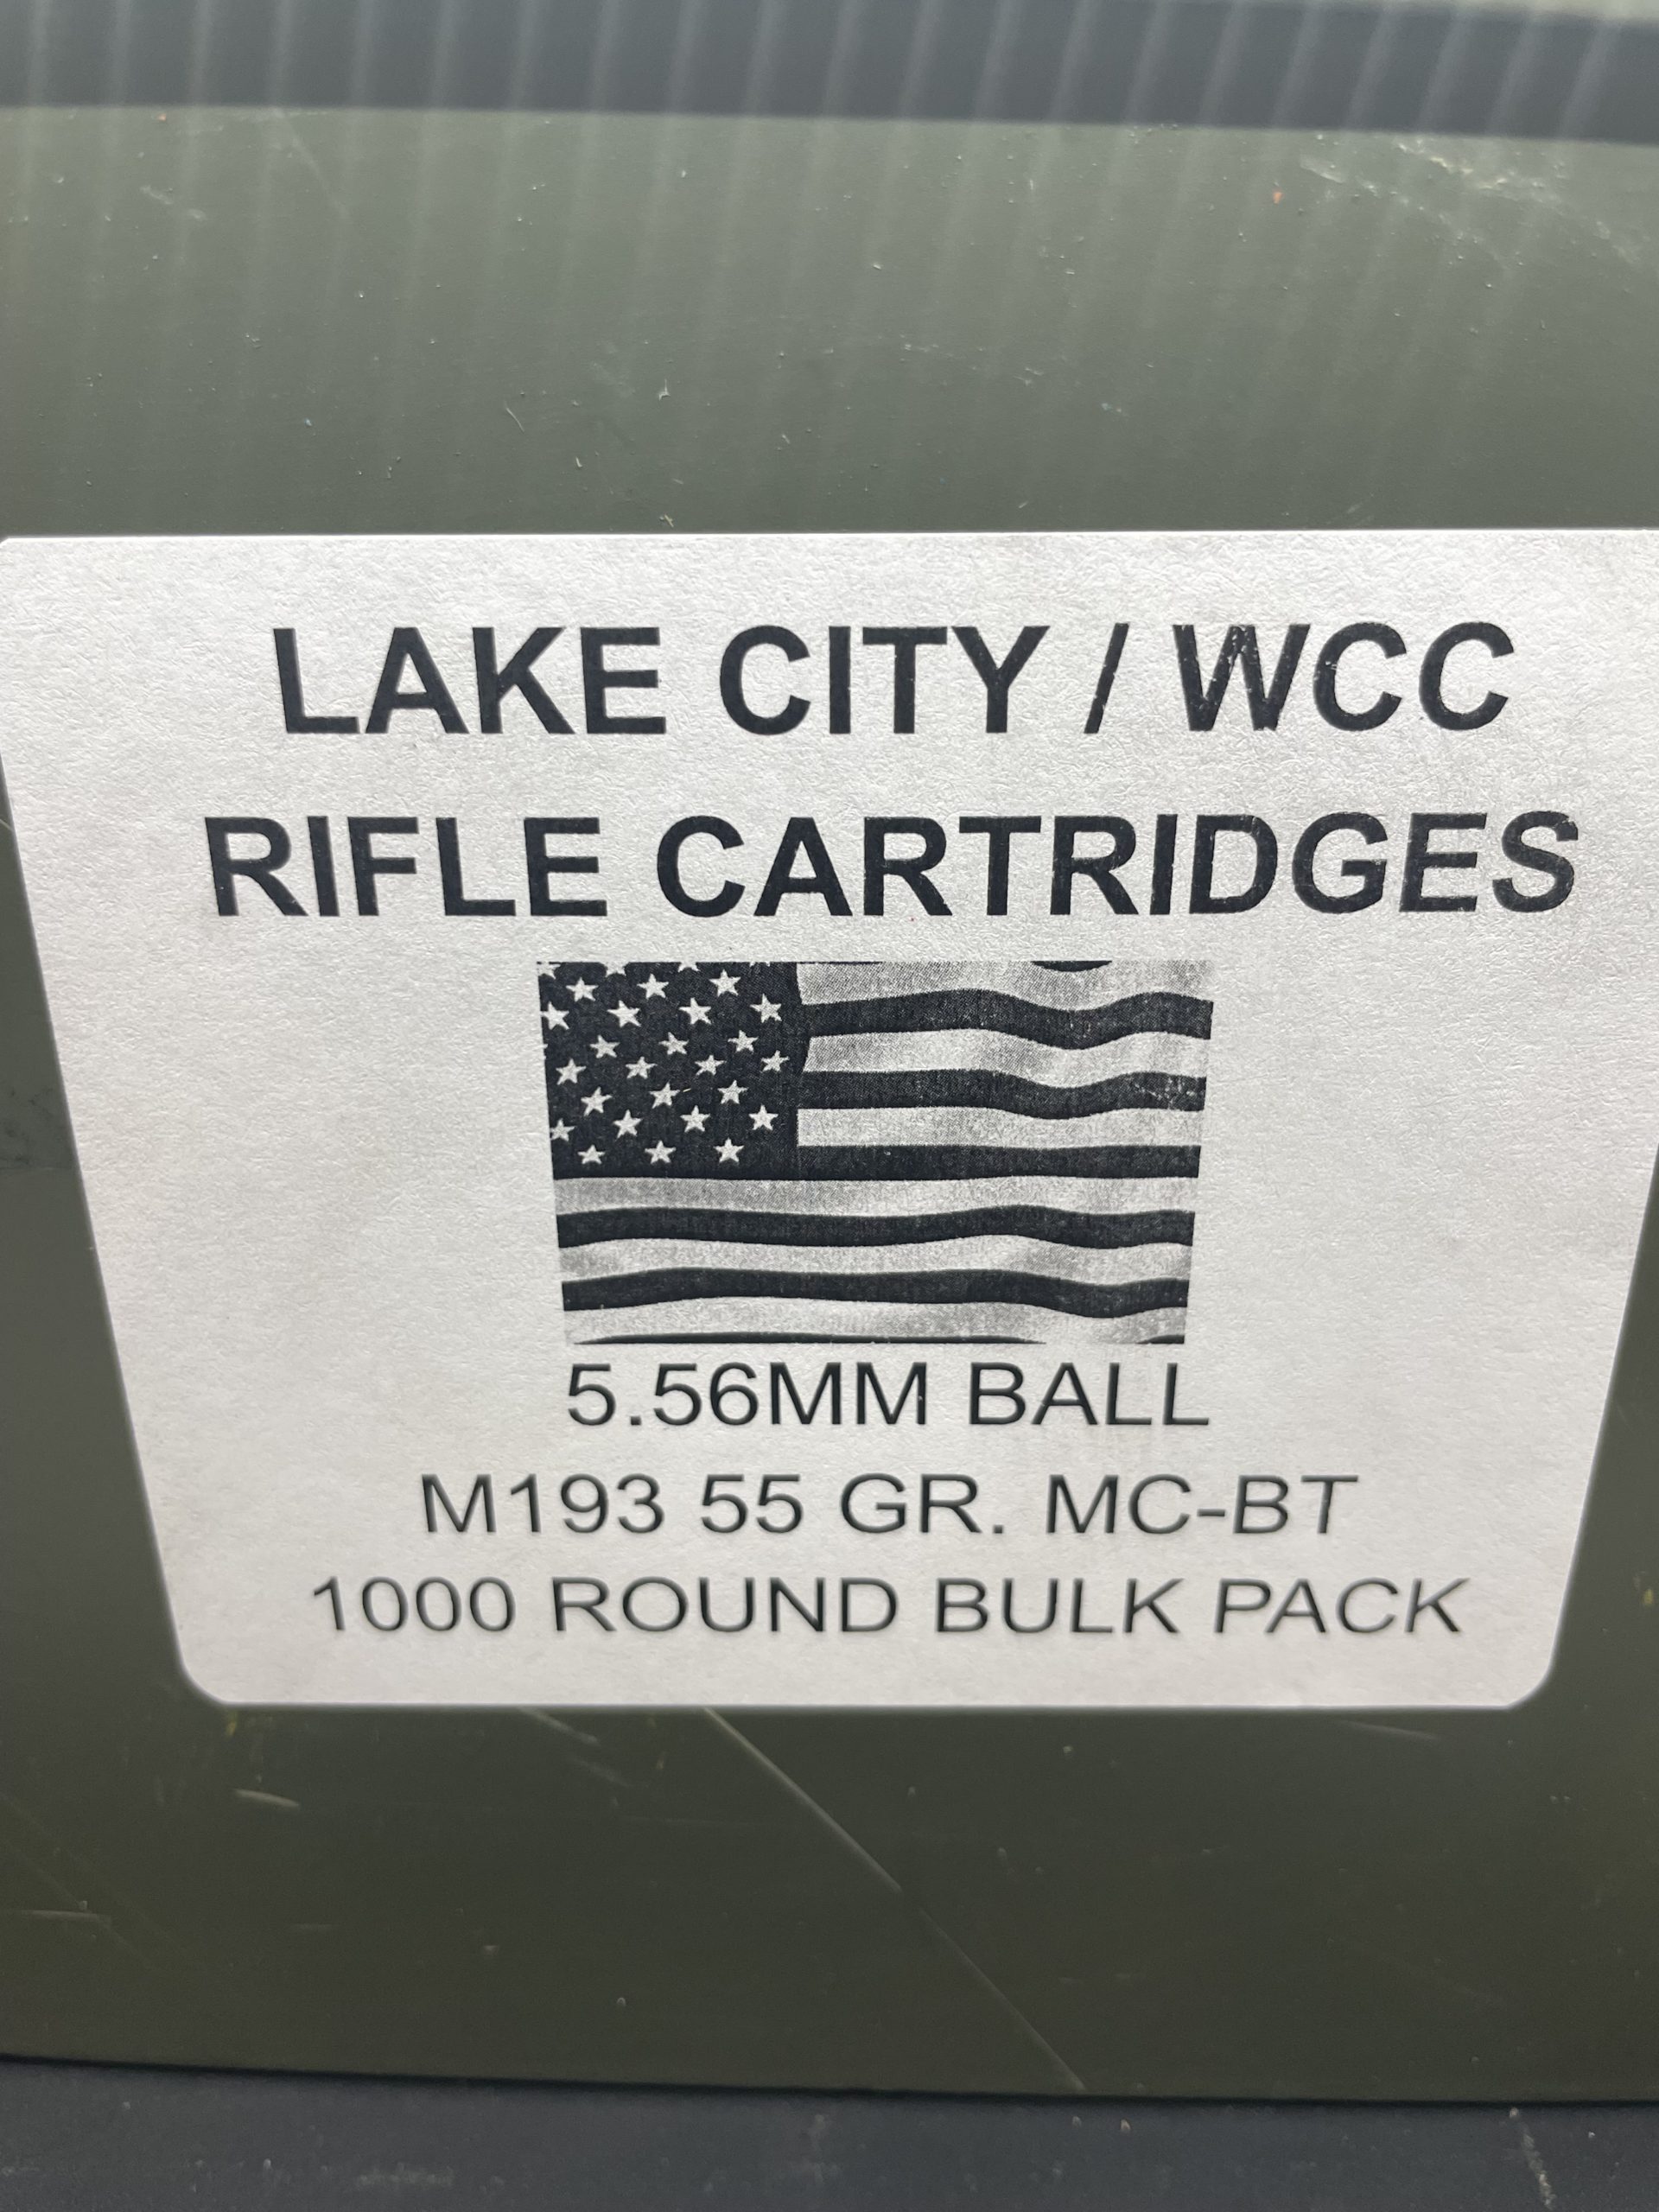 LAKE CITY / WCC
RIFLE CARTRIDGES
5.56MM BALL
M193 55 GR. MC-BT
1000 ROUND BULK PACK